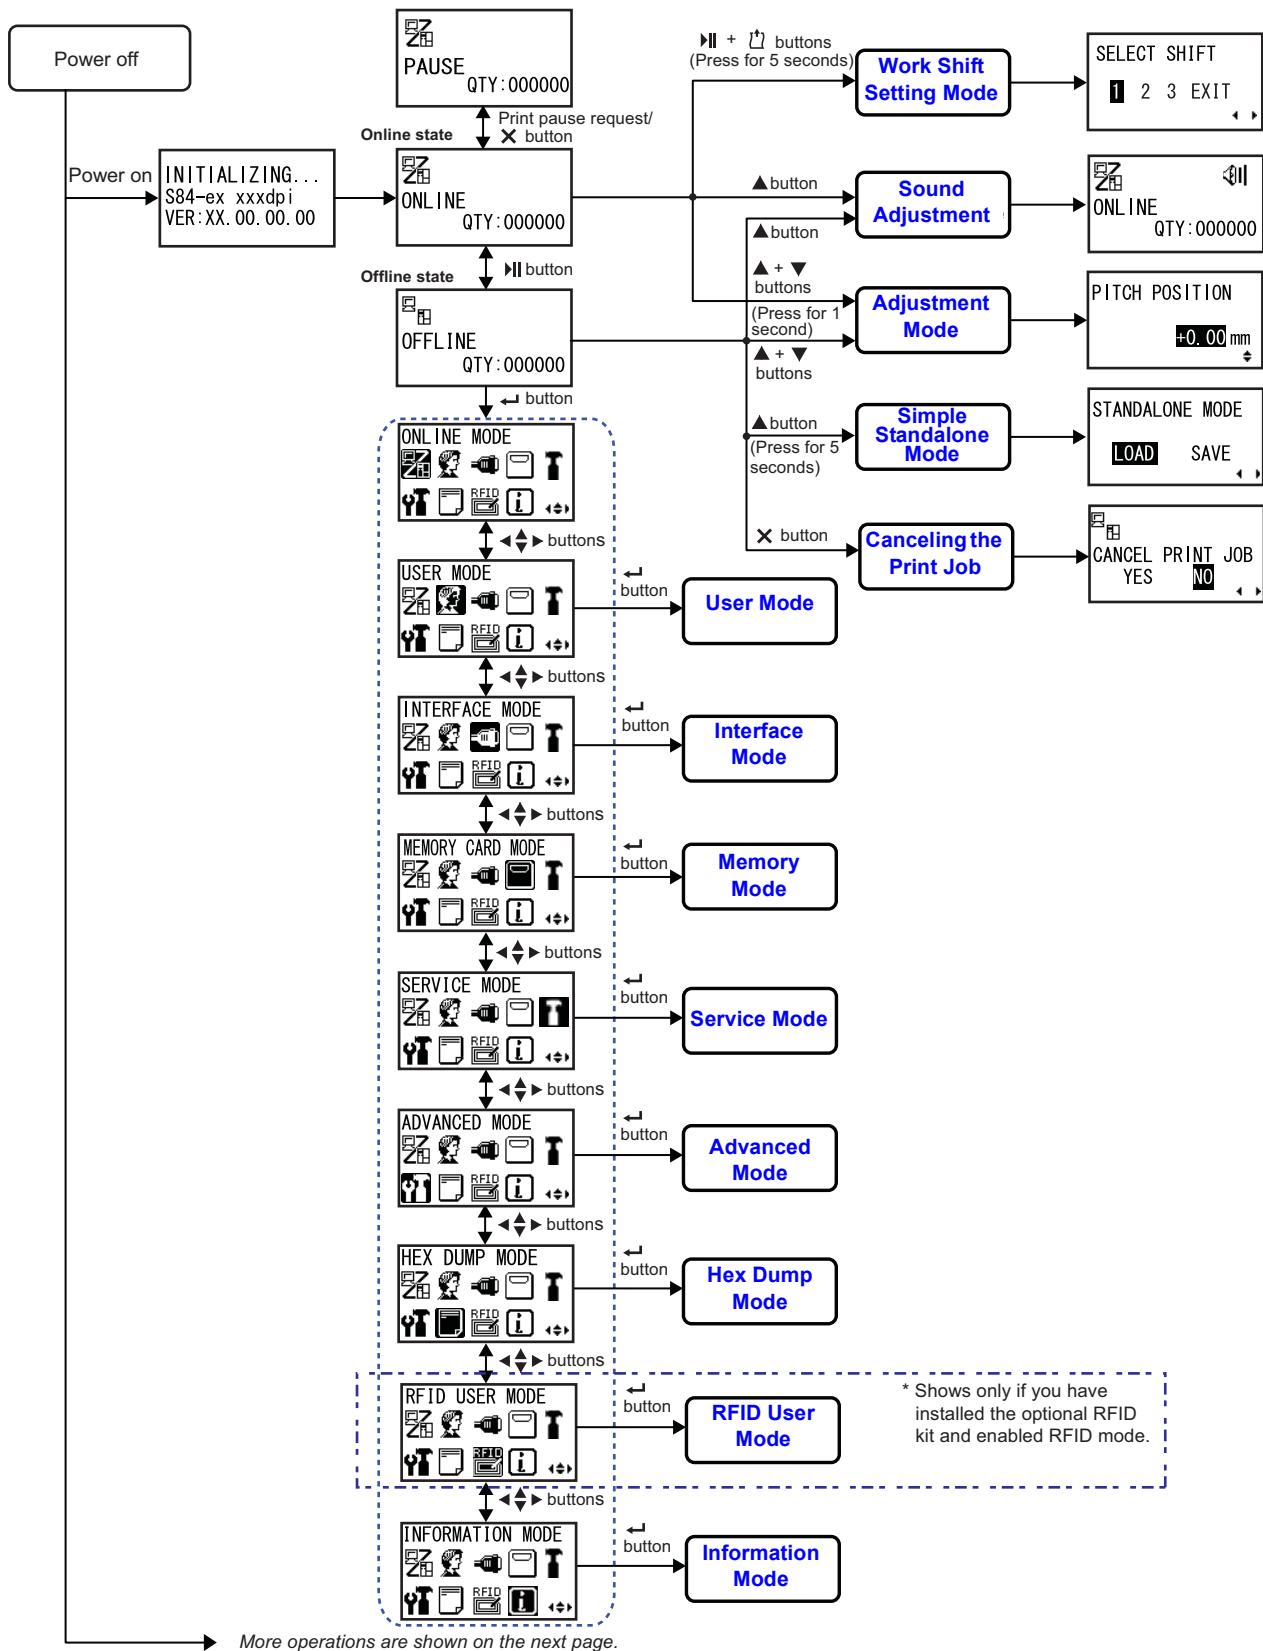 Power off
PAUSE
QTY:000000
Print pause request/
✕ button
Online state
Power on
INITIALIZING...
S84-ex xxxdpi
VER:XX.00.00.00
ONLINE
QTY:000000
Offline state
button
OFFLINE
QTY:000000
↵ button
+ buttons
(Press for 5 seconds)
Work Shift
Setting Mode
SELECT SHIFT
1 2 3 EXIT
▲button
Sound
Adjustment
▲button
ONLINE
QTY:000000
▲ + ▼
buttons
(Press for 1
second)
Adjustment
Mode
▲ + ▼
buttons
PITCH POSITION
+0.00 mm
▲button
(Press for 5
seconds)
Simple
Standalone
Mode
STANDALONE MODE
LOAD SAVE
✕ button
Canceling the
Print Job
CANCEL PRINT JOB
YES NO
ONLINE MODE
RFID
buttons
USER MODE
RFID
↵
button
User Mode
buttons
INTERFACE MODE
RFID
↵
button
Interface
Mode
buttons
MEMORY CARD MODE
RFID
↵
button
Memory
Mode
buttons
SERVICE MODE
RFID
↵
button
Service Mode
buttons
ADVANCED MODE
RFID
↵
button
Advanced
Mode
buttons
HEX DUMP MODE
RFID
↵
button
Hex Dump
Mode
buttons
RFID USER MODE
RFID
↵
button
RFID User
Mode
* Shows only if you have
installed the optional RFID
kit and enabled RFID mode.
buttons
INFORMATION MODE
RFID
↵
button
Information
Mode
More operations are shown on the next page.